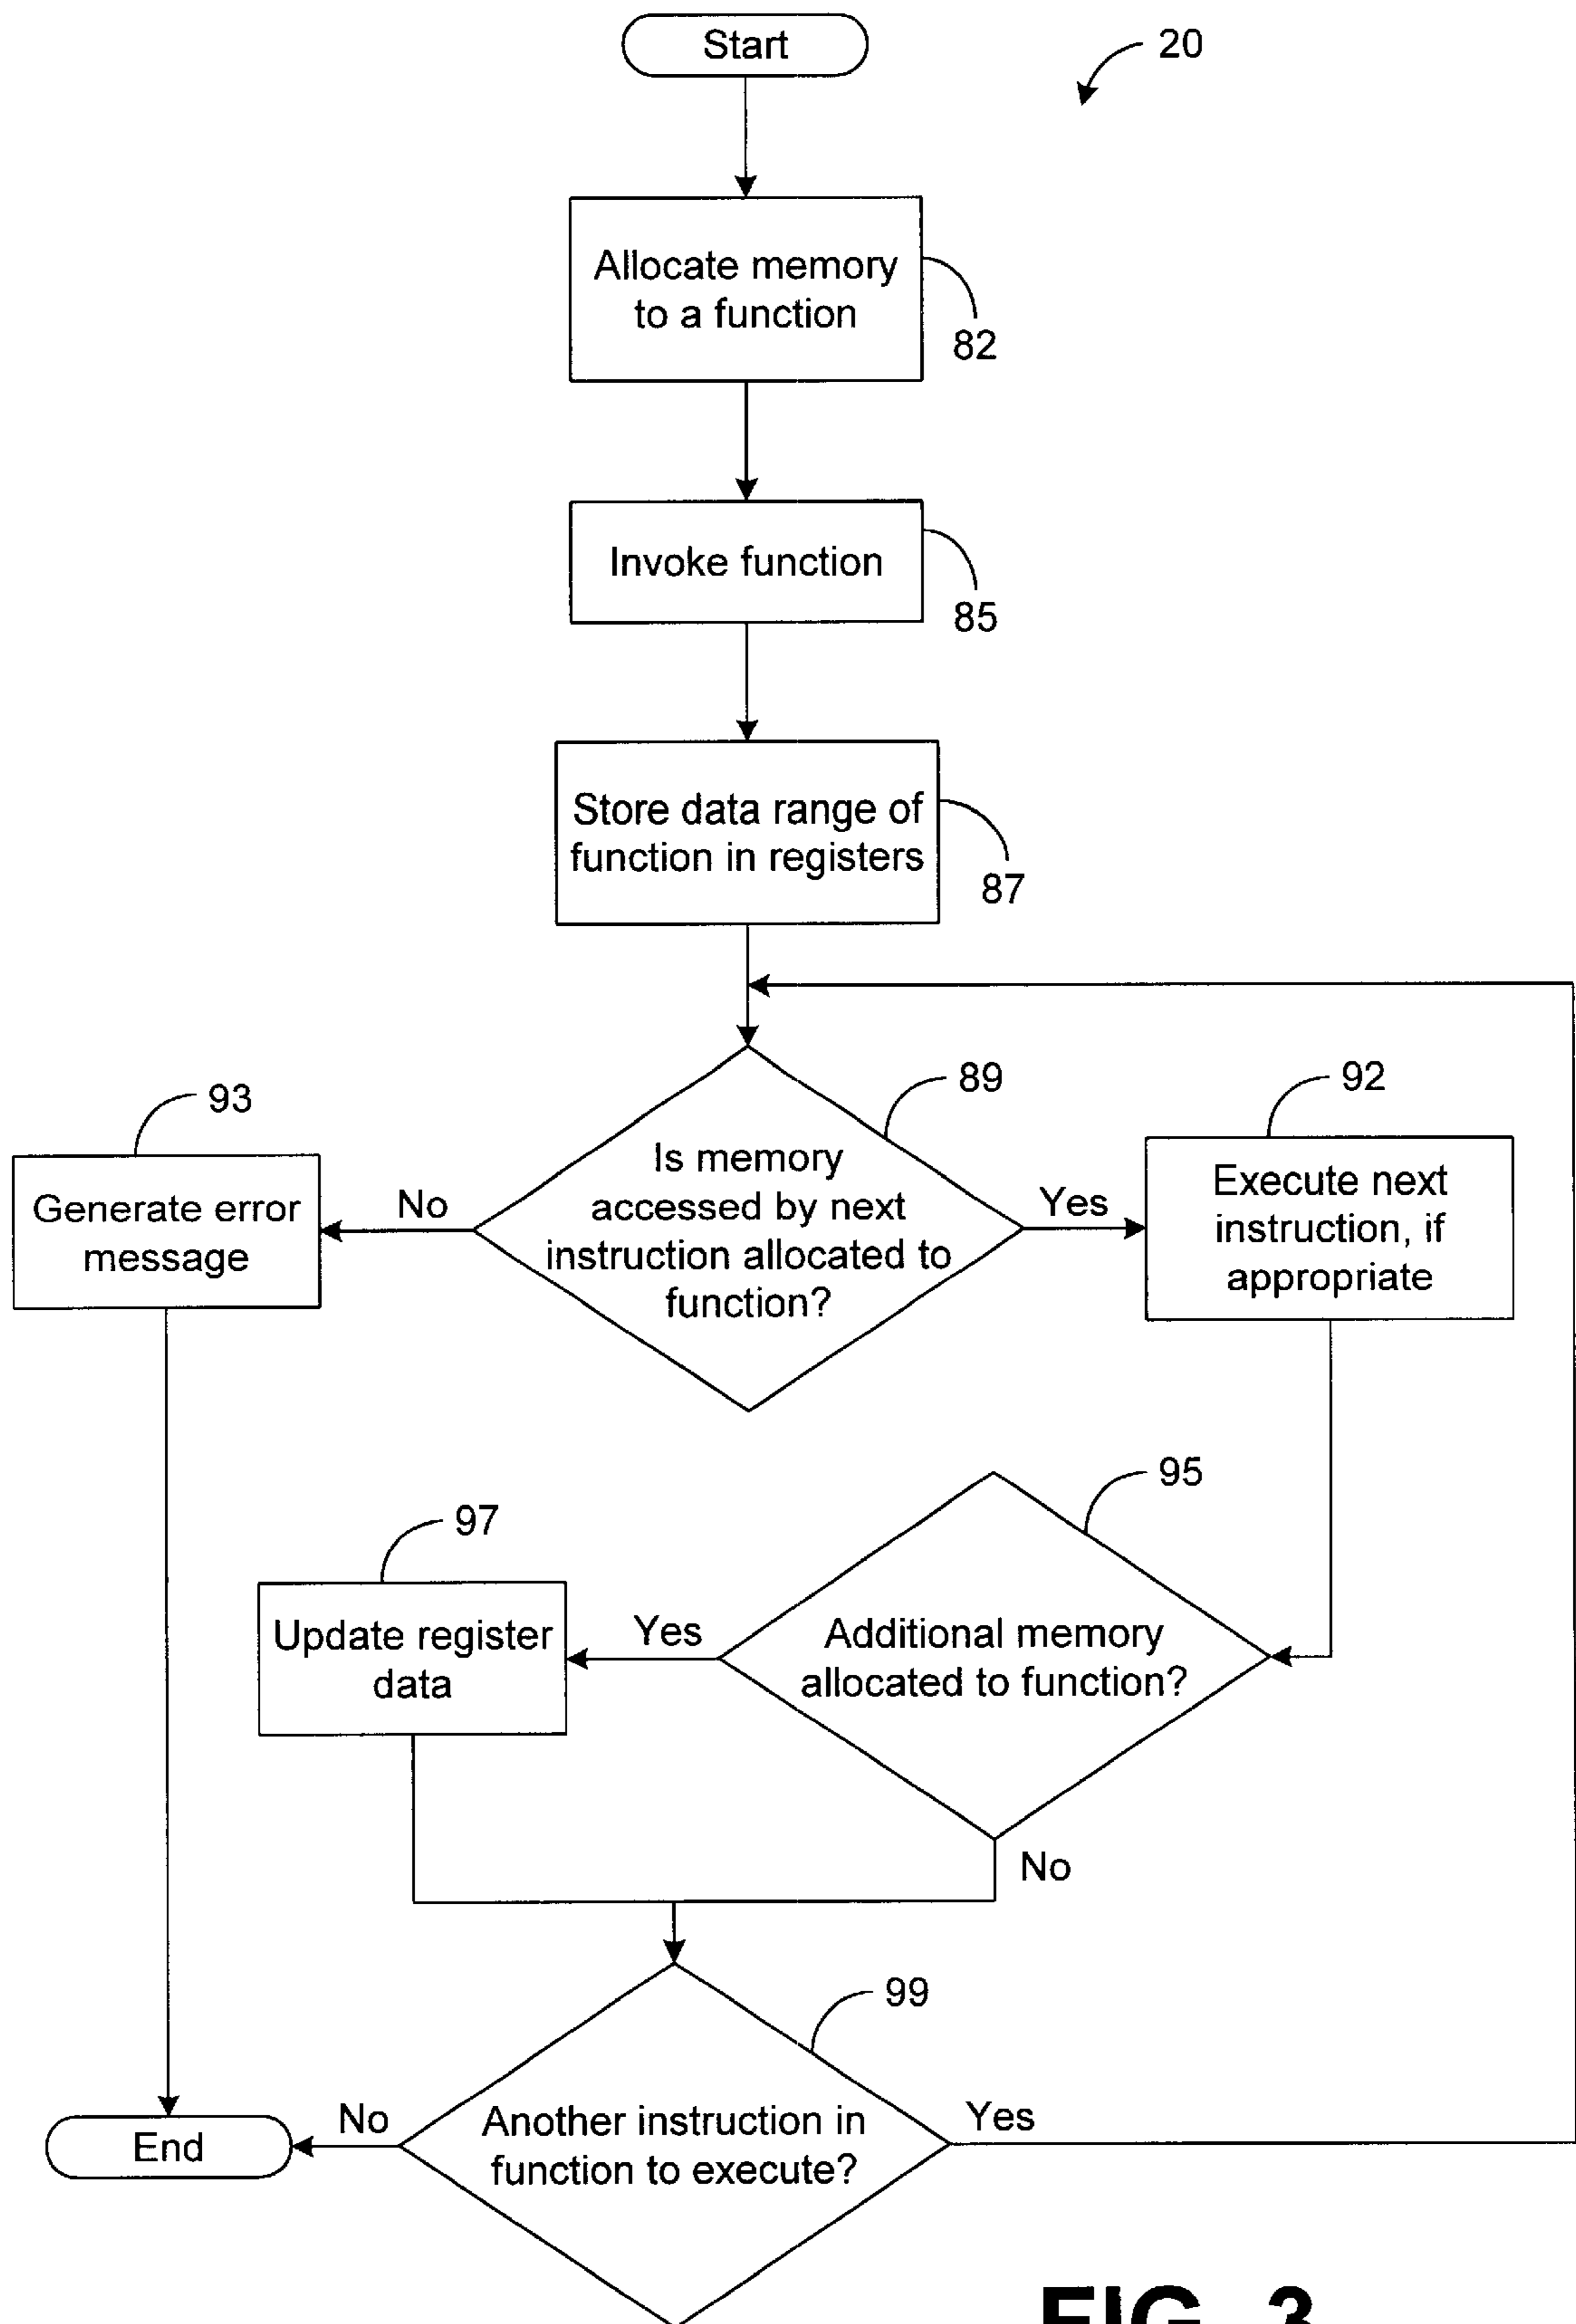 Start
20
Allocate memory
to a function
82
Invoke function
85
Store data range of
function in registers
87
89
92
93
Is memory
accessed by next
instruction allocated to
function?
No
Yes
Generate error
message
Execute next
instruction, if
appropriate
95
97
Additional memory
allocated to function?
Yes
No
Update register
data
99
Another instruction in
function to execute?
No
Yes
End
FIG. 3